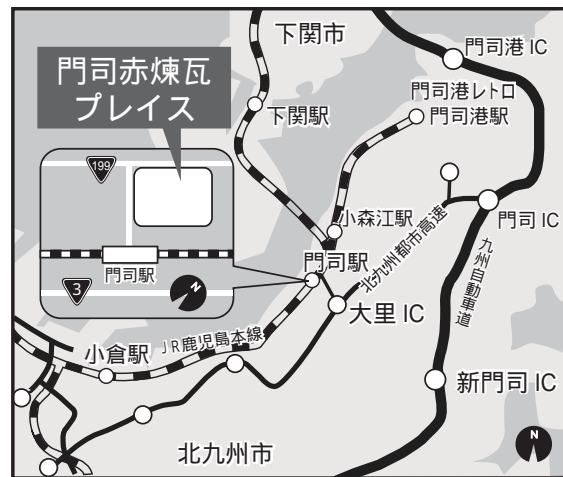 下関市
門司港 IC
門司赤煉瓦
プレイス
門司港レトロ
門司港駅
下関駅
199
小森江駅
門司 IC
門司駅
北九州都市高速
九州自動車道
門司駅
3
N
大里 IC
JR鹿児島本線
小倉駅
新門司 IC
北九州市
N